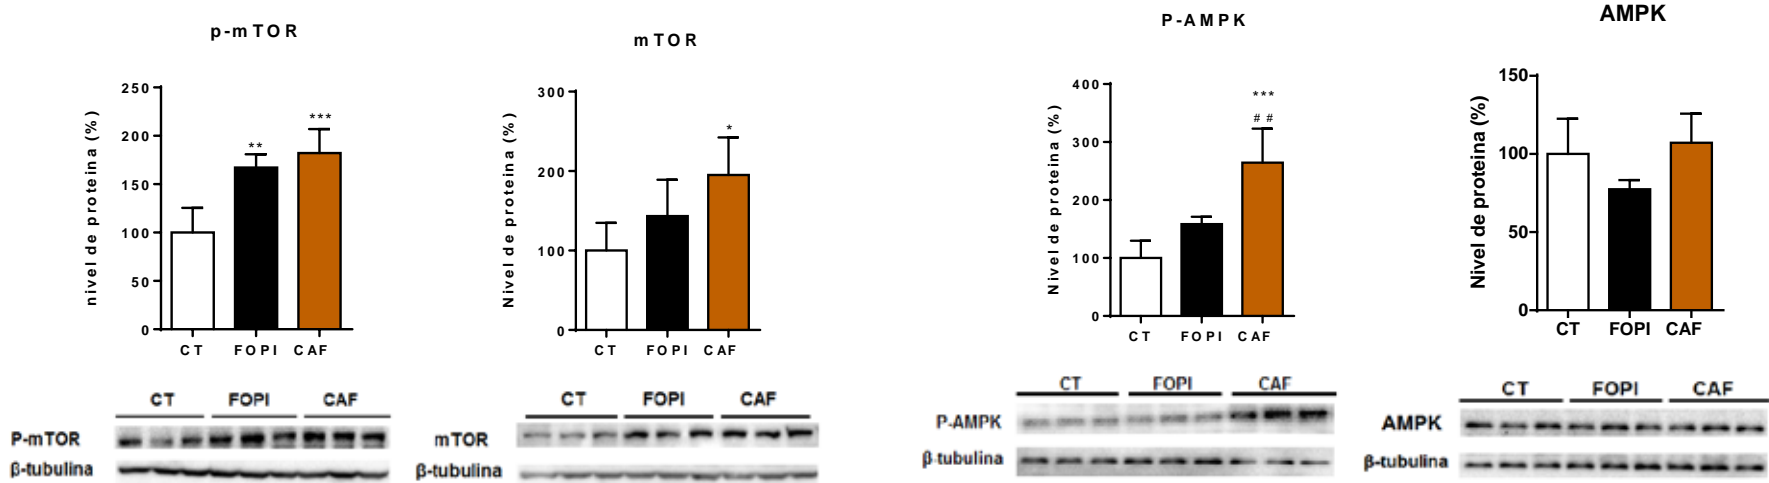 p-mTOR
nivel de proteina (%)
250
200
150
100
50
0
**
***
CT FOPI CAF
CT FOPI CAF
P-mTOR
β-tubulina
mTOR
Nivel de proteina (%)
300
200
100
0
*
CT FOPI CAF
CT FOPI CAF
mTOR
β-tubulina
P-AMPK
Nivel de proteina (%)
400
300
200
100
0
***
##
CT FOPI CAF
CT FOPI CAF
P-AMPK
β-tubulina
AMPK
Nivel de proteina (%)
150
100
50
0
CT FOPI CAF
CT FOPI CAF
AMPK
β-tubulina